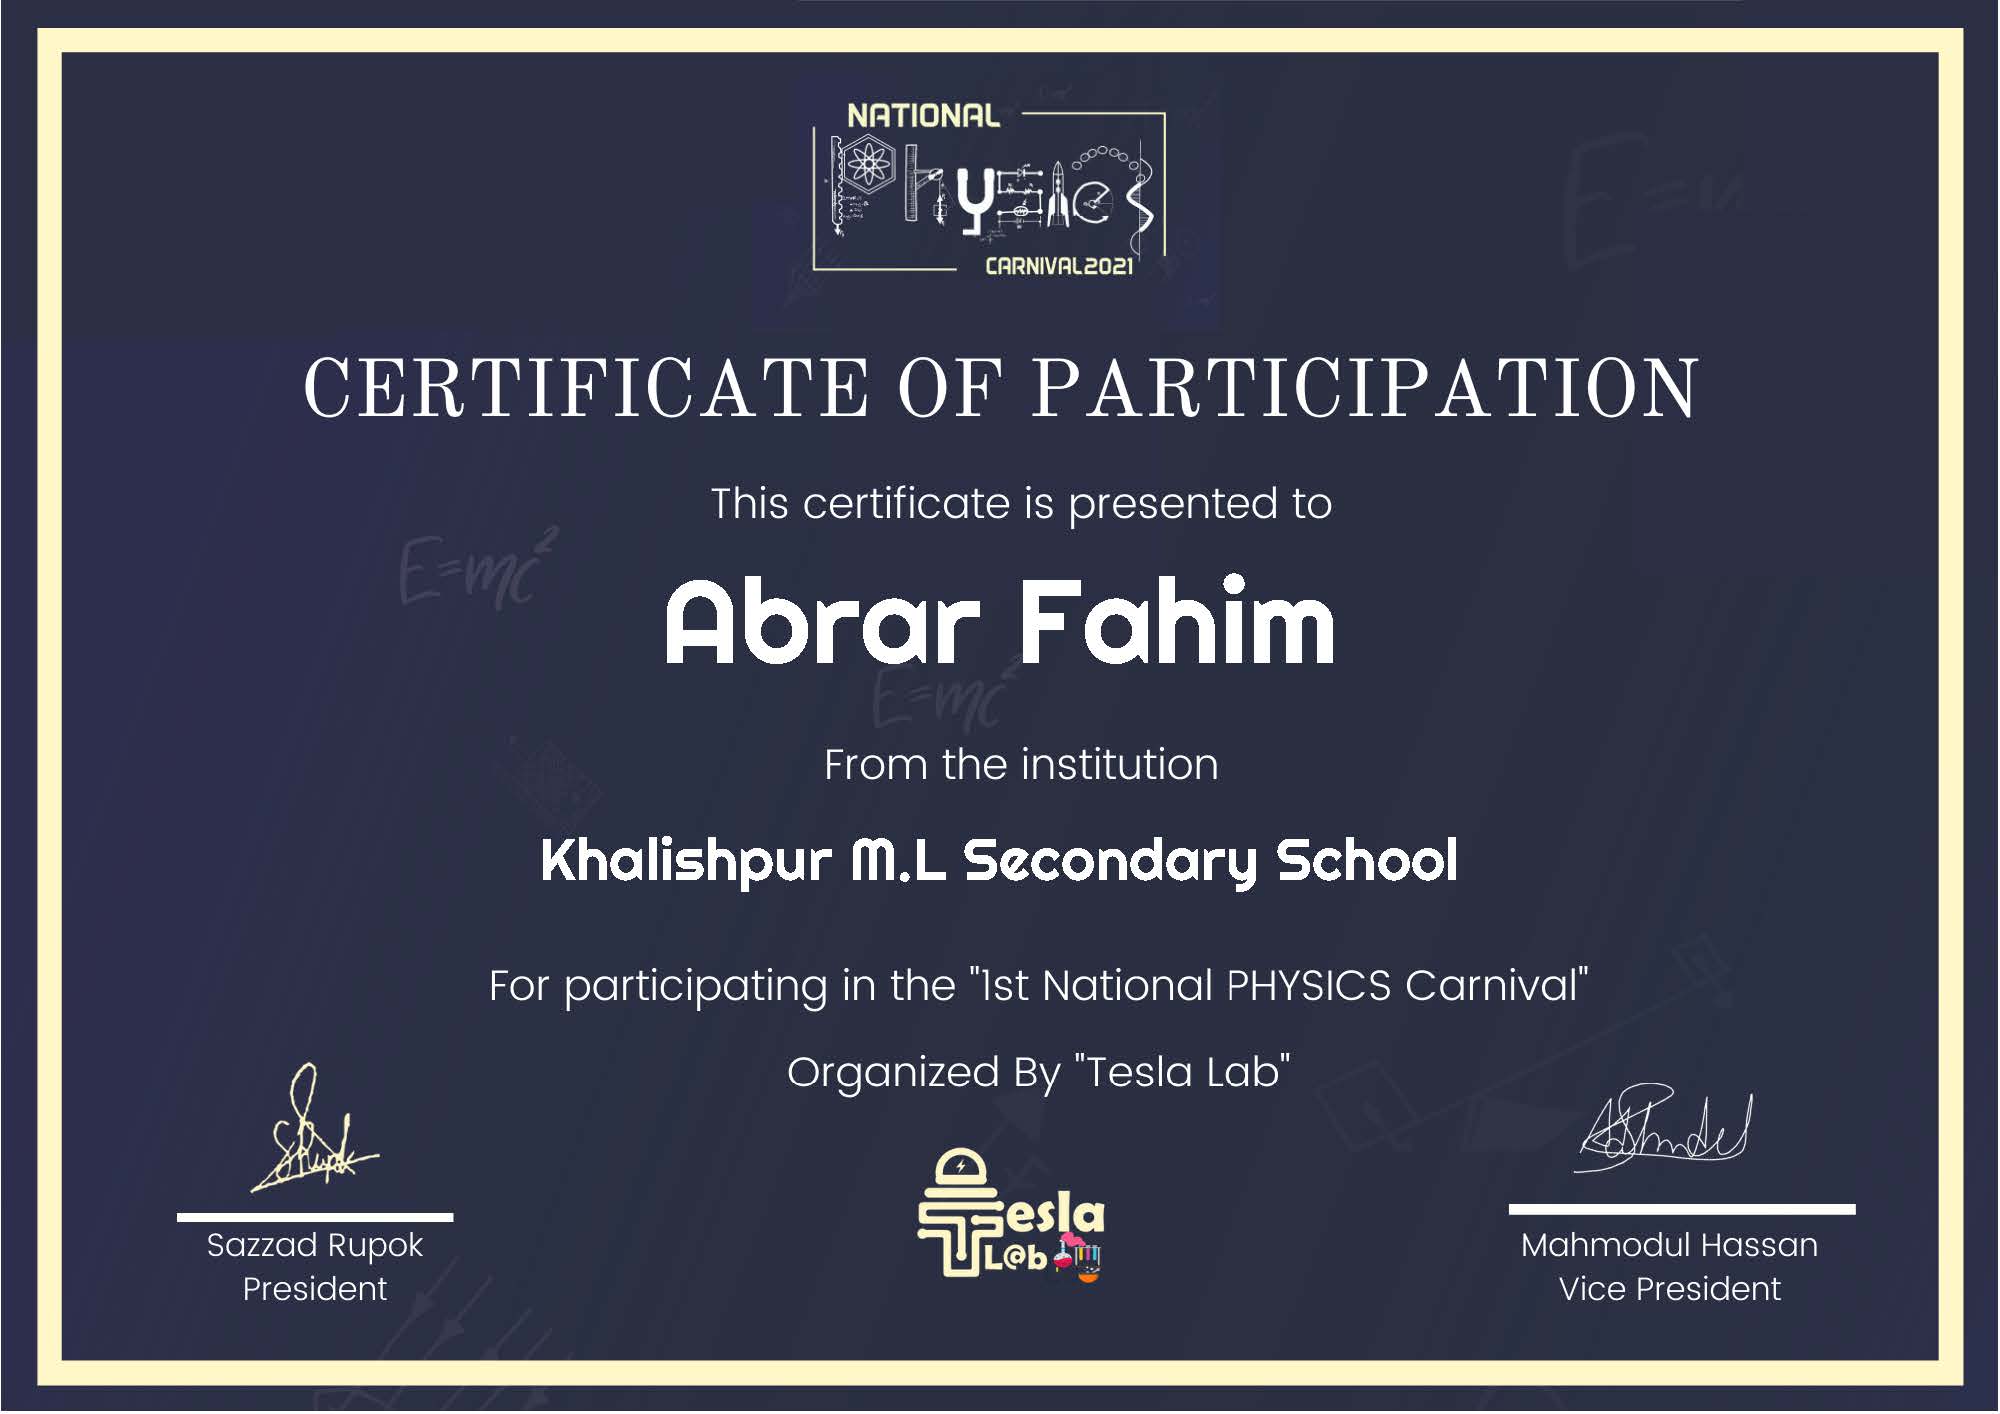 NATIONAL
Physics
CARNIVAL2021
CERTIFICATE OF PARTICIPATION
This certificate is presented to
E=mc²
Abrar Fahim
E=mc²
From the institution
Khalishpur M.L Secondary School
For participating in the "1st National PHYSICS Carnival"
Organized By "Tesla Lab"
Tesla
L@b
Sazzad Rupok
President
Mahmodul Hassan
Vice President